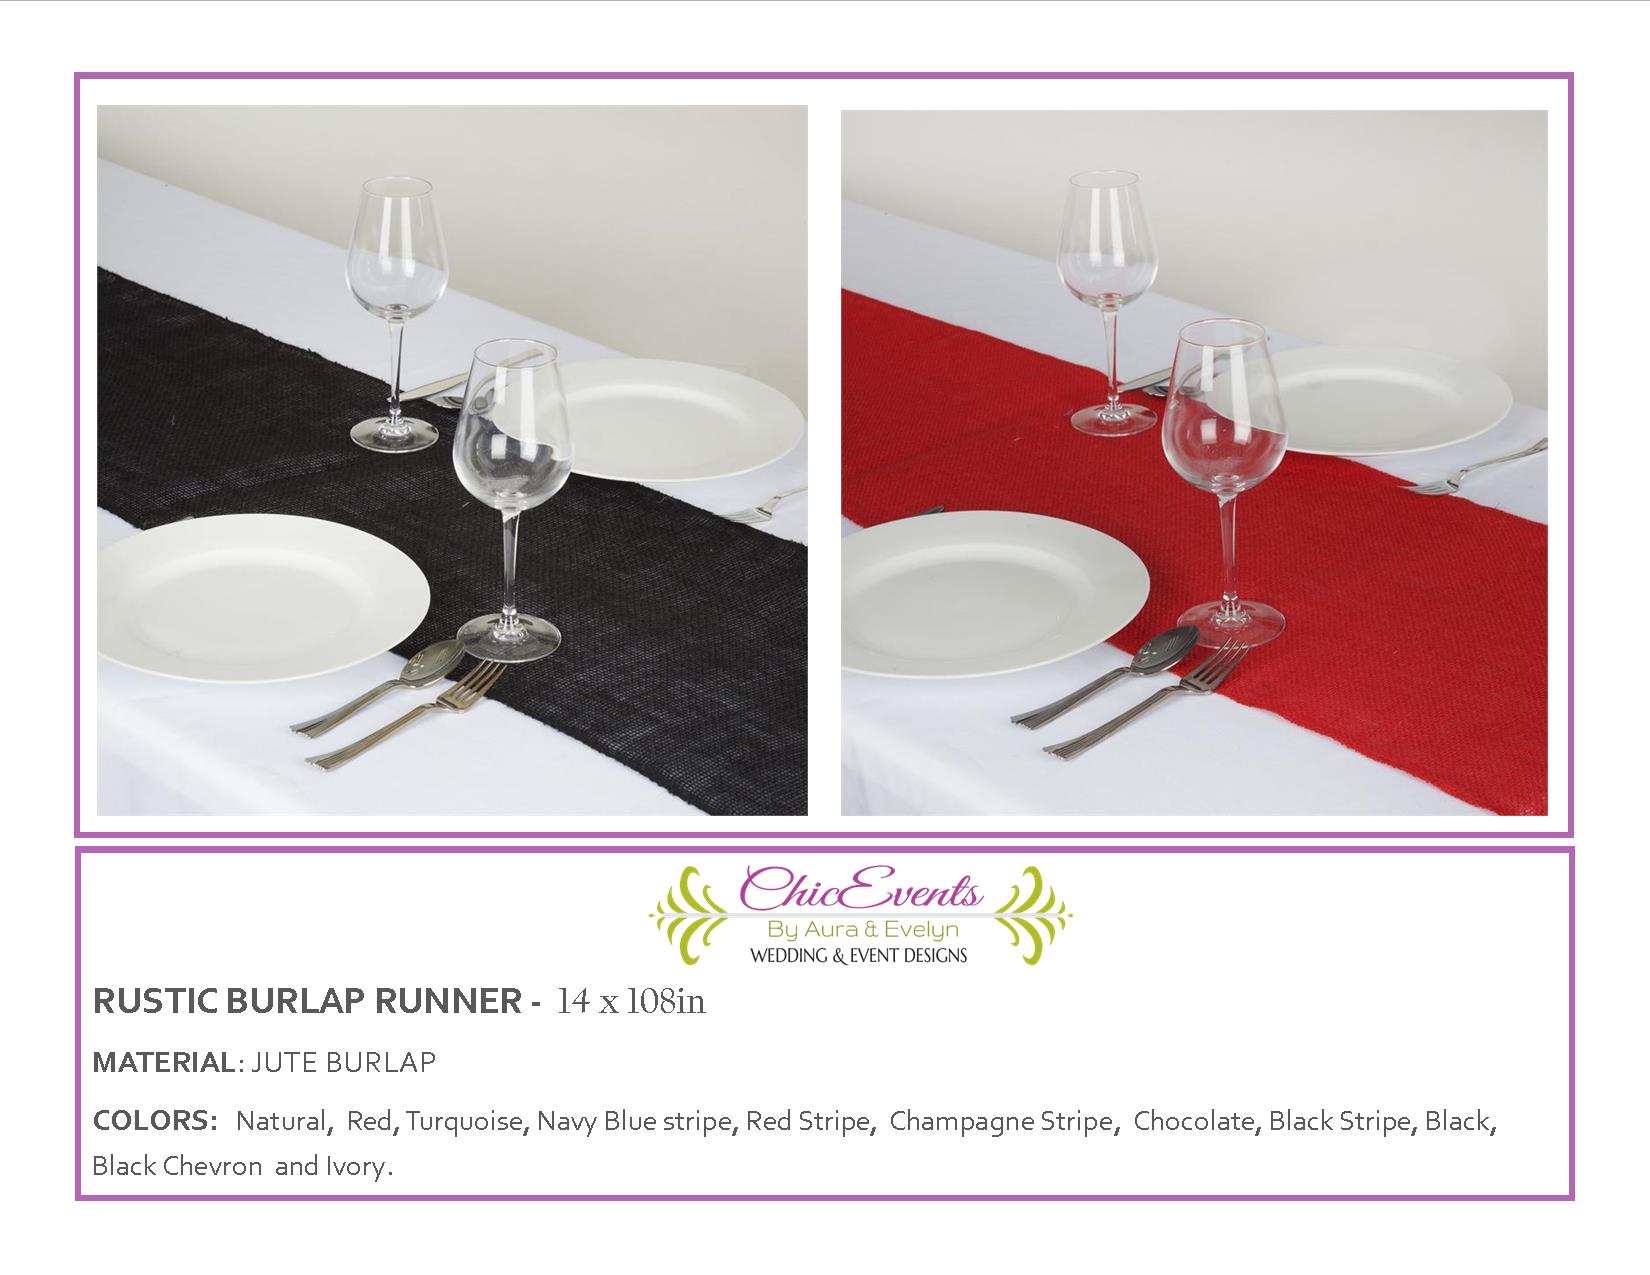 ChicEvents
By Aura & Evelyn
WEDDING & EVENT DESIGNS
RUSTIC BURLAP RUNNER - 14 x 108in
MATERIAL: JUTE BURLAP
COLORS: Natural, Red, Turquoise, Navy Blue stripe, Red Stripe, Champagne Stripe, Chocolate, Black Stripe, Black,
Black Chevron and Ivory.